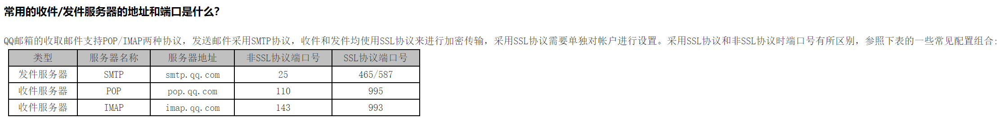 常用的收件/发件服务器的地址和端口是什么？
QQ邮箱的收取邮件支持POP/IMAP两种协议，发送邮件采用SMTP协议，收件和发件均使用SSL协议来进行加密传输，采用SSL协议需要单独对帐户进行设置。采用SSL协议和非SSL协议时端口号有所区别，参照下表的一些常见配置组合：
类型 服务器名称 服务器地址 非SSL协议端口号 SSL协议端口号
发件服务器 SMTP smtp.qq.com 25 465/587
收件服务器 POP pop.qq.com 110 995
收件服务器 IMAP imap.qq.com 143 993